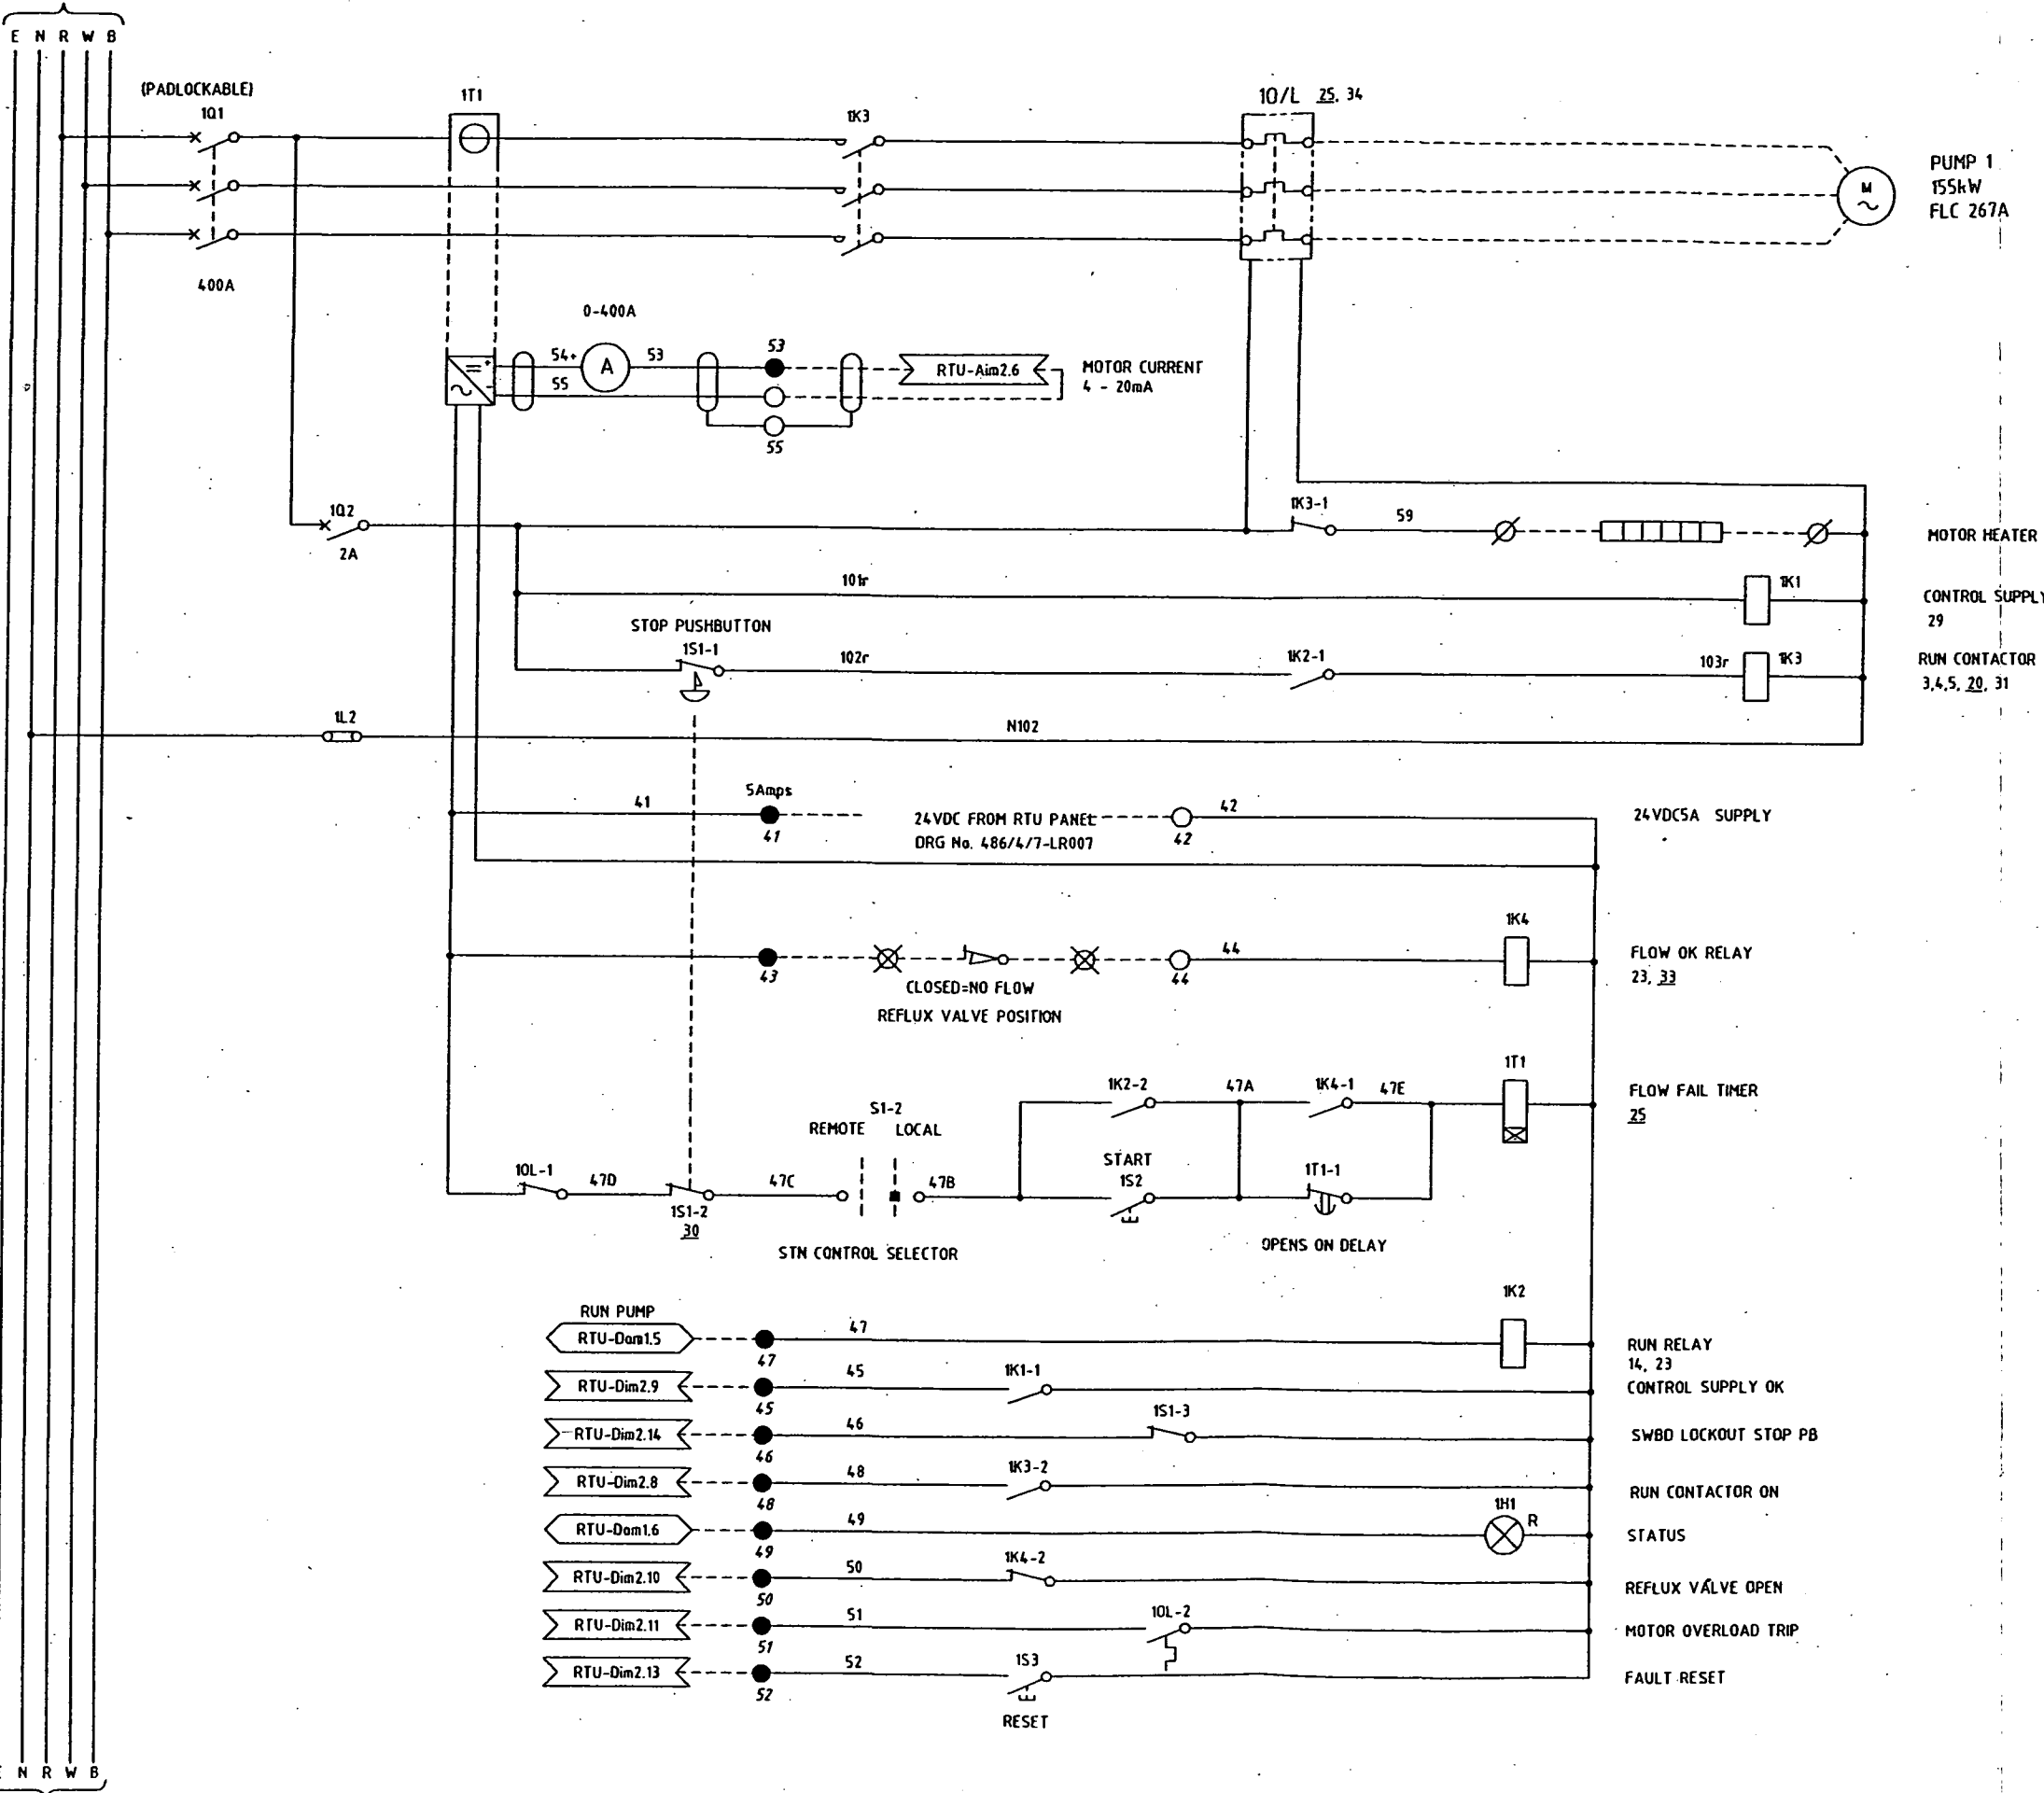 E N R W B
(PADLOCKABLE)
1Q1
400A
1T1
1K3
1O/L 25, 34
M
PUMP 1
155kW
FLC 267A
0-400A
54+
A
53
53
55
55
RTU-Aim2.6
MOTOR CURRENT
4 - 20mA
1Q2
2A
1K3-1
59
MOTOR HEATER
101r
1K1
CONTROL SUPPLY
29
STOP PUSHBUTTON
1S1-1
102r
1K2-1
103r
1K3
RUN CONTACTOR
3,4,5, 20, 31
1L2
N102
41
5Amps
41
24VDC FROM RTU PANEL
DRG No. 486/4/7-LR007
42
42
24VDC5A SUPPLY
43
CLOSED=NO FLOW
REFLUX VALVE POSITION
44
44
1K4
FLOW OK RELAY
23, 33
1K2-2
47A
1K4-1
47E
1T1
FLOW FAIL TIMER
25
S1-2
REMOTE
LOCAL
1OL-1
47D
1S1-2
30
47C
47B
START
1S2
1T1-1
STN CONTROL SELECTOR
OPENS ON DELAY
RUN PUMP
RTU-Dom1.5
47
47
1K2
RUN RELAY
14, 23
RTU-Dim2.9
45
45
1K1-1
CONTROL SUPPLY OK
RTU-Dim2.14
46
46
1S1-3
SWBD LOCKOUT STOP PB
RTU-Dim2.8
48
48
1K3-2
RUN CONTACTOR ON
RTU-Dom1.6
49
49
1H1
R
STATUS
RTU-Dim2.10
50
50
1K4-2
REFLUX VALVE OPEN
RTU-Dim2.11
51
51
1OL-2
MOTOR OVERLOAD TRIP
RTU-Dim2.13
52
52
1S3
RESET
FAULT RESET
N R W B